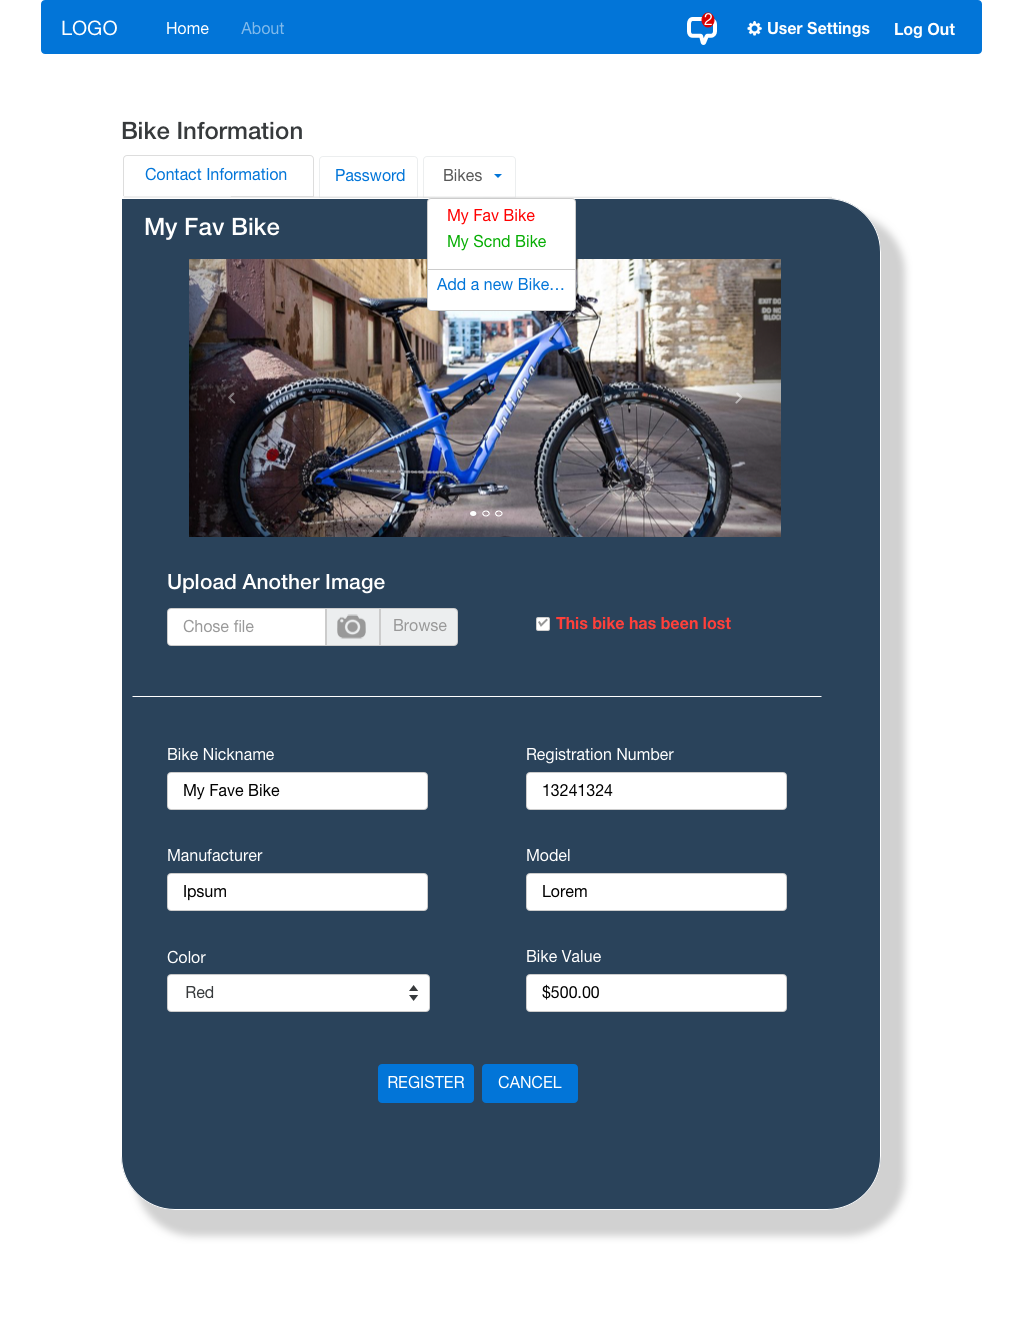 LOGO
Home
About
2
User Settings
Log Out
Bike Information
Contact Information
Password
Bikes
My Fav Bike
My Scnd Bike
Add a new Bike...
My Fav Bike
Upload Another Image
Chose file
Browse
This bike has been lost
Bike Nickname
Registration Number
My Fave Bike
13241324
Manufacturer
Model
Ipsum
Lorem
Color
Bike Value
Red
$500.00
REGISTER
CANCEL